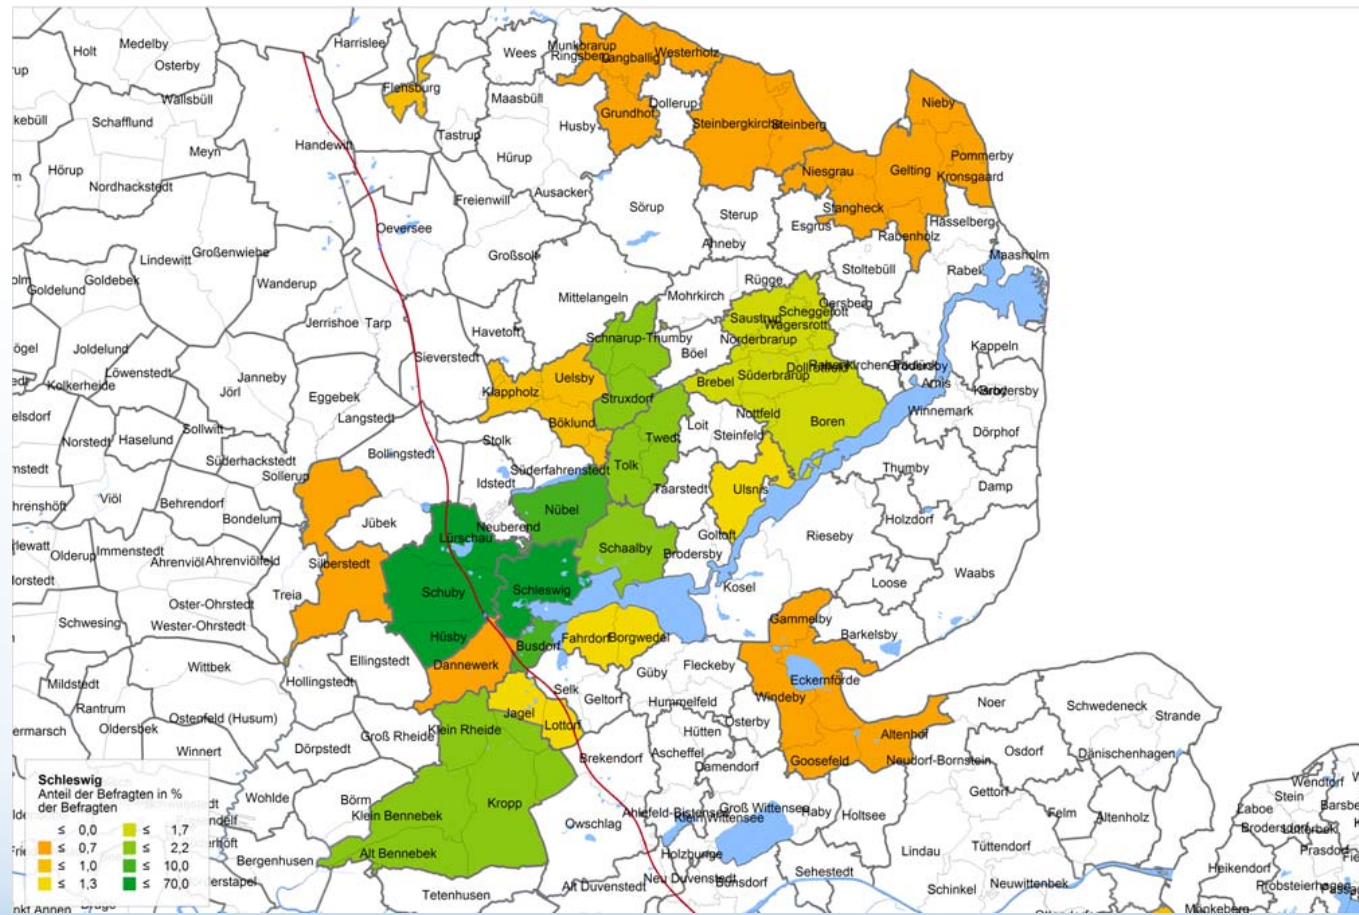 Holt
Medelby
Osterby
Harrislee
Wees
Munkbrarup
Ringsberg
Langballig
Westerholz
Wallsbüll
Flensburg
Maasbüll
Dollerup
Grundhof
Nieby
Schafflund
Meyn
Handewitt
Tastrup
Husby
Hürup
Steinbergkirche
Steinberg
Pommerby
Kronsgaard
Gelting
Niesgrau
Hörup
Nordhackstedt
Freienwill
Ausacker
Sörup
Sterup
Esgrus
Stangheck
Rabenholz
Hasselberg
Oeversee
Ahneby
Maasholm
Großenwiehe
Lindewitt
Großsolt
Stoltebüll
Rabel
Goldelund
Goldebek
Wanderup
Mittelangeln
Mohrkirch
Rügge
Gersberg
Jerrishoe
Tarp
Havetoft
Schnarup-Thumby
Saustrup
Scheggerott
Wagersrott
Norderbrarup
Kappeln
Joldelund
Löwenstedt
Kolkerheide
Janneby
Jörl
Sieverstedt
Böel
Klappholz
Uelsby
Brebel
Süderbrarup
Arnis
Eggebek
Langstedt
Struxdorf
Nottfeld
Boren
Winnemark
Dörphof
Norstedt
Haselund
Sollwitt
Böklund
Twedt
Loit
Steinfeld
Süderhackstedt
Sollerup
Bollingstedt
Stolk
Süderfahrenstedt
Tolk
Thumby
Damp
Viöl
Behrendorf
Bondelum
Idstedt
Taarstedt
Ulsnis
Holzdorf
Jübek
Neuberend
Nübel
Lürschau
Schaalby
Goltoft
Brodersby
Rieseby
Olderup
Immenstedt
Ahrenviöl
Ahrenviölfeld
Silberstedt
Treia
Schuby
Schleswig
Kosel
Loose
Waabs
Oster-Ohrstedt
Wester-Ohrstedt
Schwesing
Hüsby
Busdorf
Fahrdorf
Borgwedel
Gammelby
Barkelsby
Wittbek
Ellingstedt
Dannewerk
Güby
Fleckeby
Eckernförde
Mildstedt
Rantrum
Hollingstedt
Selk
Geltorf
Hummelfeld
Windeby
Noer
Schwedeneck
Strande
Oldersbek
Ostenfeld (Husum)
Jagel
Lottorf
Osterby
Hütten
Altenhof
Winnert
Dörpstedt
Groß Rheide
Klein Rheide
Brekendorf
Ascheffel
Damendorf
Goosefeld
Neudorf-Bornstein
Osdorf
Dänischenhagen
Gettorf
Wendtorf
Stein
Laboe
Wohlde
Börm
Klein Bennebek
Kropp
Owschlag
Ahlefeld-Bistensee
Klein Wittensee
Groß Wittensee
Haby
Holtsee
Felm
Altenholz
Brodersdorf
Lutterbek
Prasdorf
Alt Bennebek
Bergenhusen
Holzbunge
Lindau
Tüttendorf
Heikendorf
Probsteierhagen
Tetenhusen
Alt Duvenstedt
Neu Duvenstedt
Bünsdorf
Sehestedt
Schinkel
Neuwittenbek
Mönkeberg
Schleswig
Anteil der Befragten in %
der Befragten
≤ 0,0 ≤ 1,7
≤ 0,7 ≤ 2,2
≤ 1,0 ≤ 10,0
≤ 1,3 ≤ 70,0